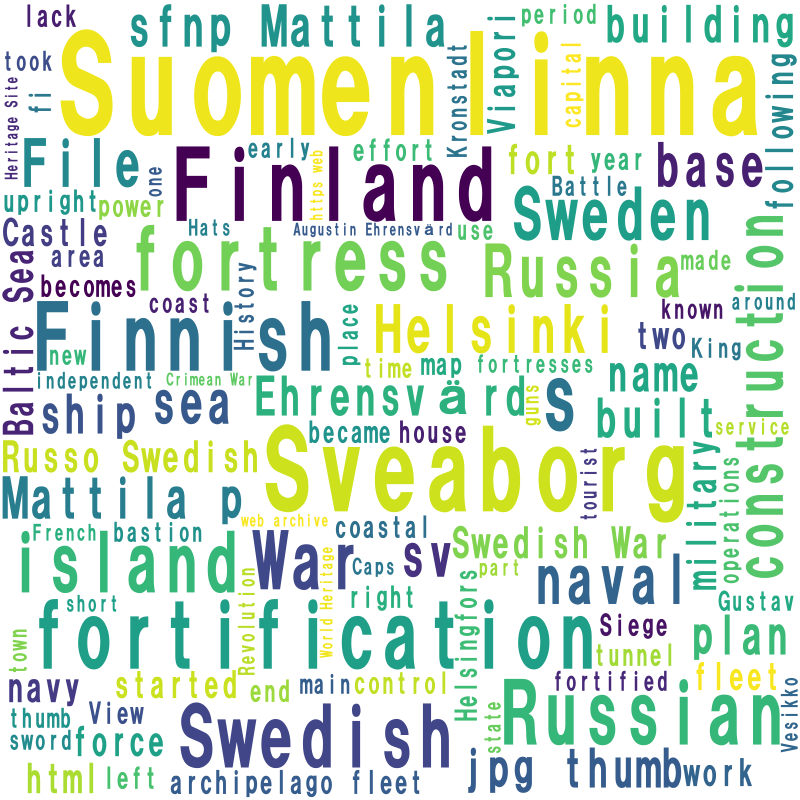 lack
sfnp Mattila
period
building
took
fi
Suomenlinna
Kronstadt
Viapori
capital
following
Heritage Site
File
early
effort
fort
year
base
one
https web
Finland
Battle
Sweden
upright
power
Hats
Augustin Ehrensvärd
use
Castle
area
fortress
Russia
made
construction
becomes
coast
History
Baltic Sea
Finnish
place
Helsinki
known
around
two
King
new
time
map
fortresses
independent
Crimean War
name
ship
sea
Ehrensvärd
guns
S
built
service
became
house
Russo Swedish
Sveaborg
tourist
military
operations
Mattila p
web archive
French
bastion
coastal
Swedish War
island
War
Caps
sv
part
naval
short
Revolution
World Heritage
right
Helsingfors
Gustav
fortification
Siege
plan
town
tunnel
navy
started
end
main
control
fortified
fleet
Vesikko
thumb
View
Swedish
state
Russian
sword
force
html
left
archipelago fleet
jpg thumb
work